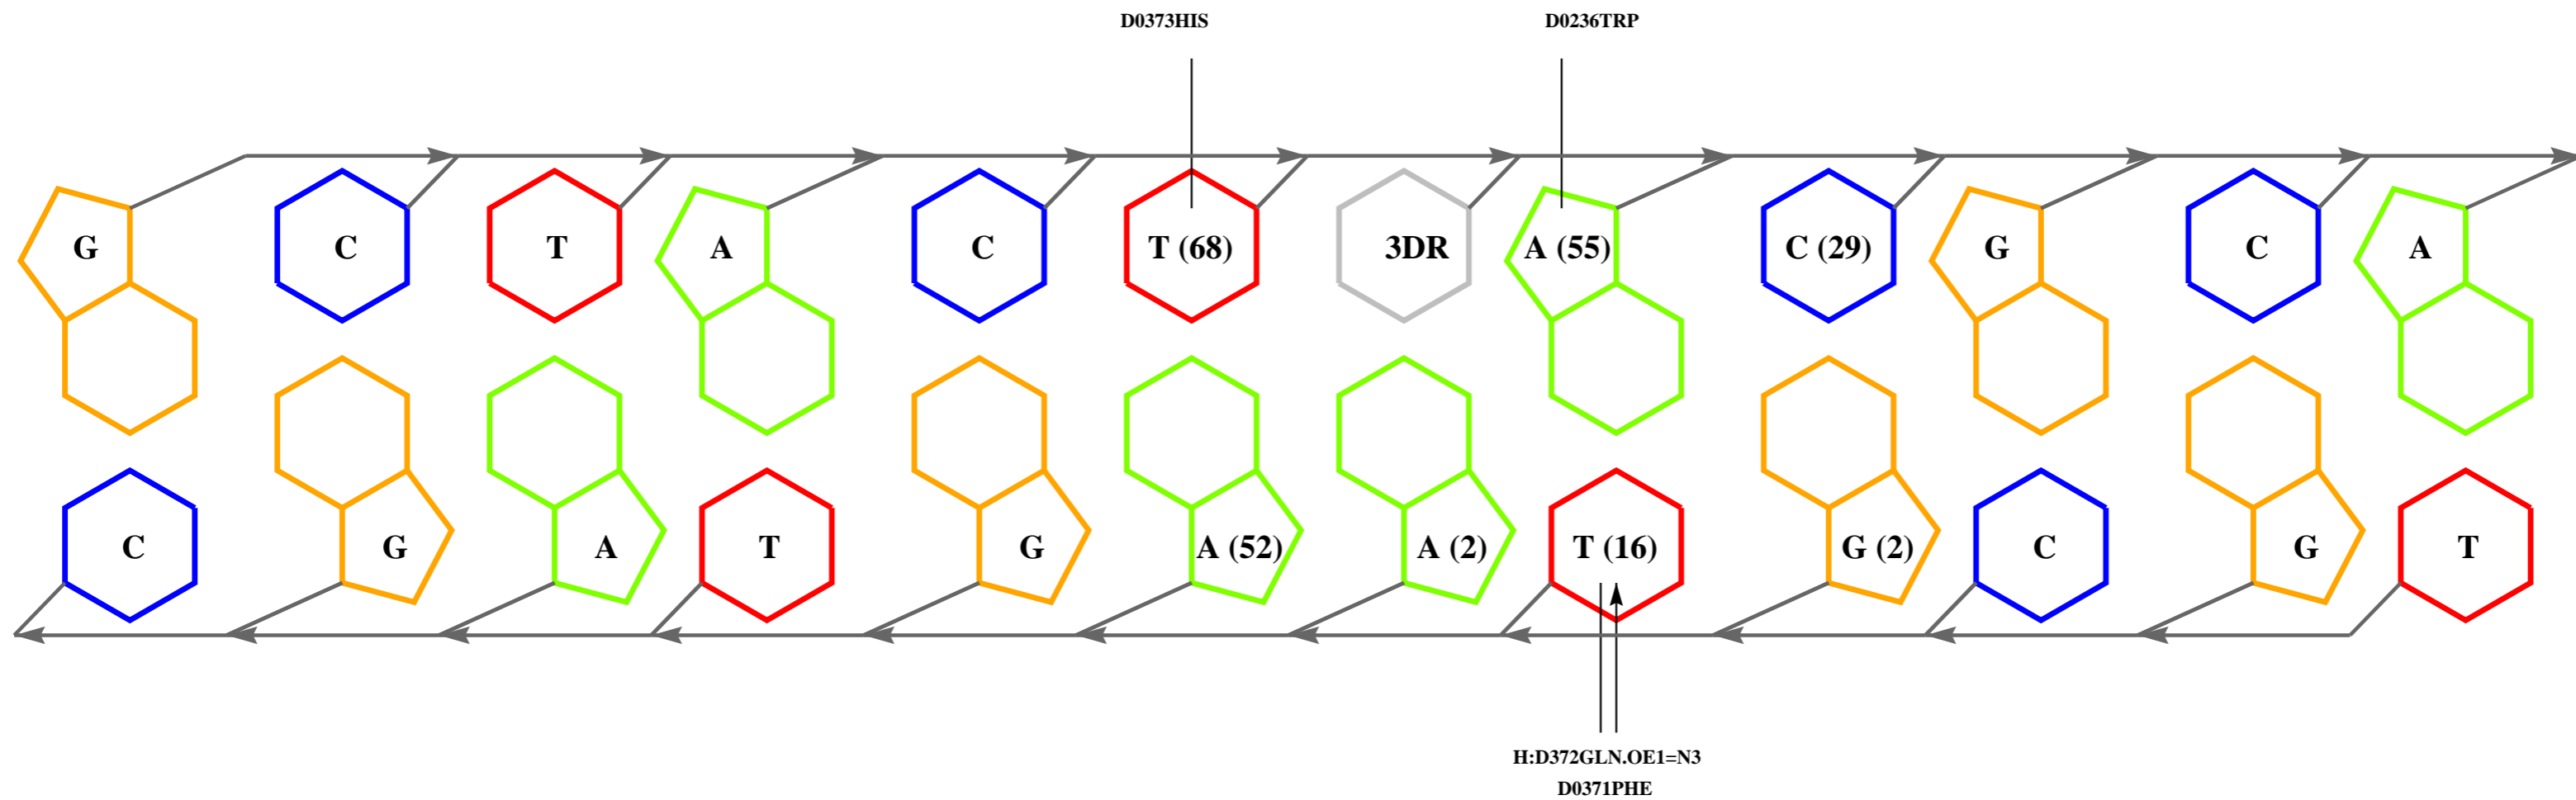 D0373HIS D0236TRP
G C T A C T (68) 3DR A (55) C (29) G C A
C G A T G A (52) A (2) T (16) G (2) C G T
H:D372GLN.OE1=N3
D0371PHE